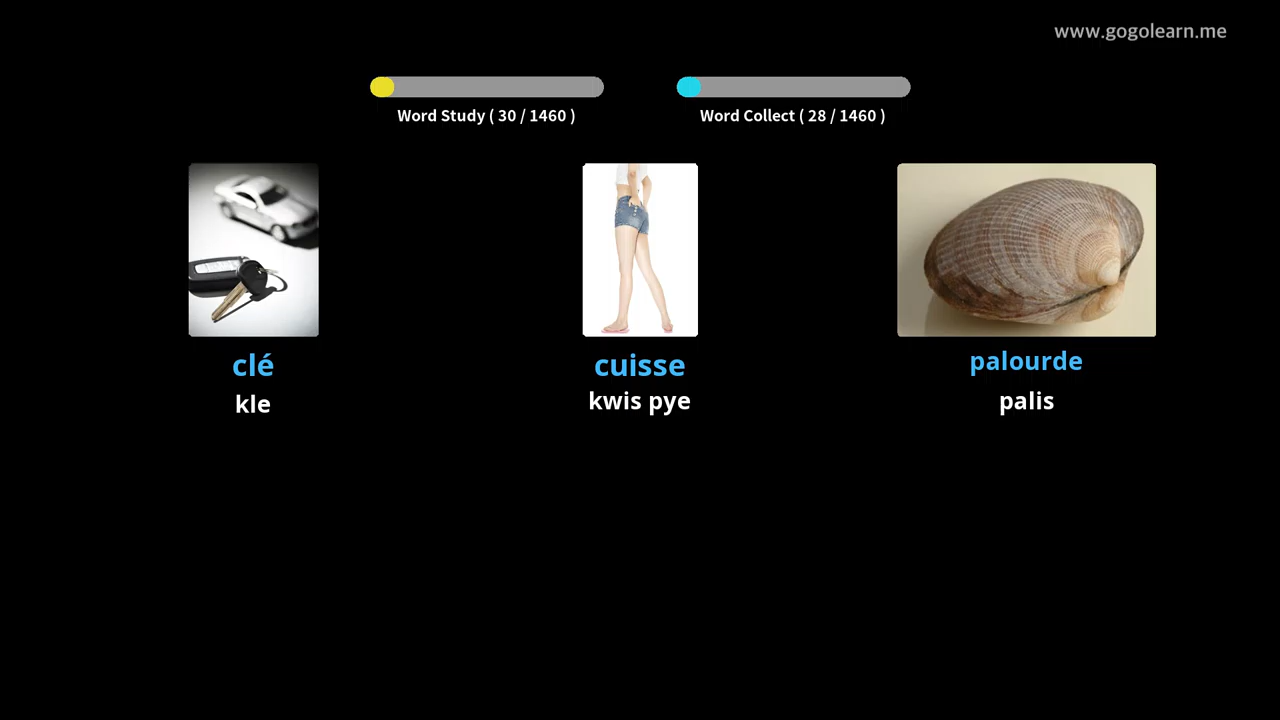 www.gogolearn.me
Word Study ( 30 / 1460 )
Word Collect ( 28 / 1460 )
clé
kle
cuisse
kwis pye
palourde
palis